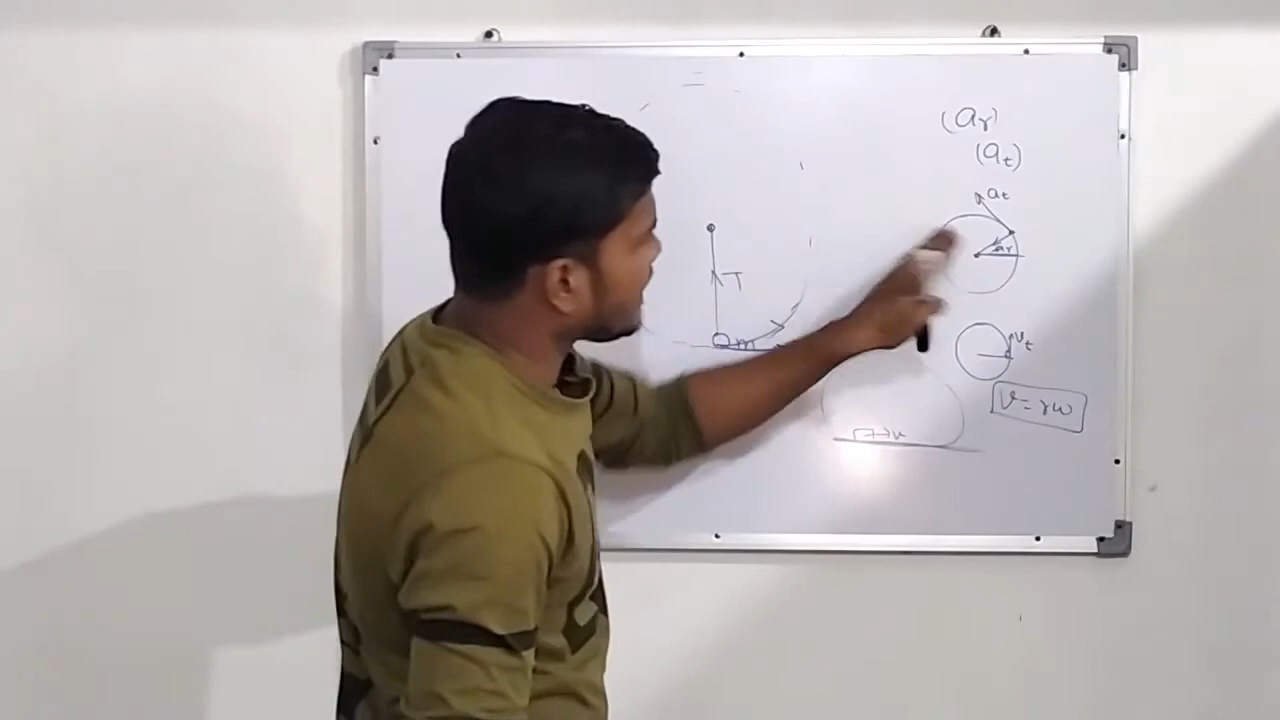 (aᵣ)
(aₜ)
aₜ
aᵣ
T
m
vₜ
v = rω
v